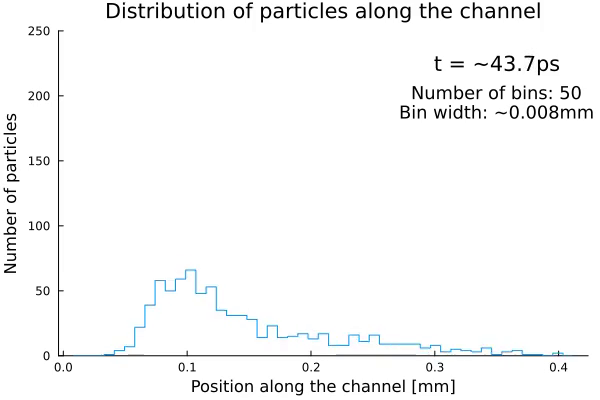 Distribution of particles along the channel
250
200
150
100
50
0
Number of particles
t = ~43.7ps
Number of bins: 50
Bin width: ~0.008mm
0.0 0.1 0.2 0.3 0.4
Position along the channel [mm]